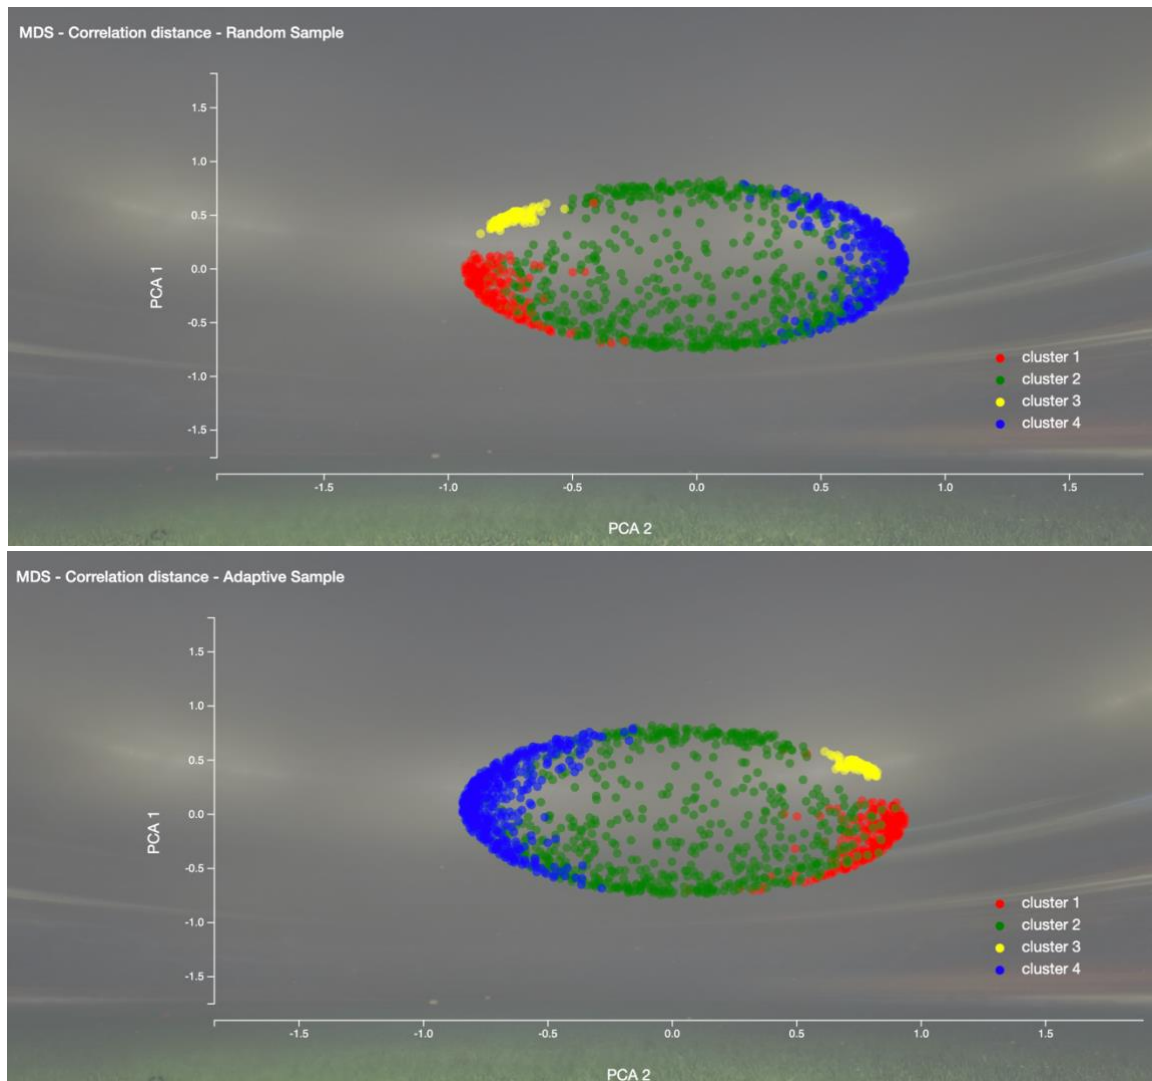 MDS - Correlation distance - Random Sample
1.5
1.0
0.5
0.0
-0.5
-1.0
-1.5
PCA 1
cluster 1
cluster 2
cluster 3
cluster 4
-1.5 -1.0 -0.5 0.0 0.5 1.0 1.5
PCA 2
MDS - Correlation distance - Adaptive Sample
1.5
1.0
0.5
0.0
-0.5
-1.0
-1.5
PCA 1
cluster 1
cluster 2
cluster 3
cluster 4
-1.5 -1.0 -0.5 0.0 0.5 1.0 1.5
PCA 2